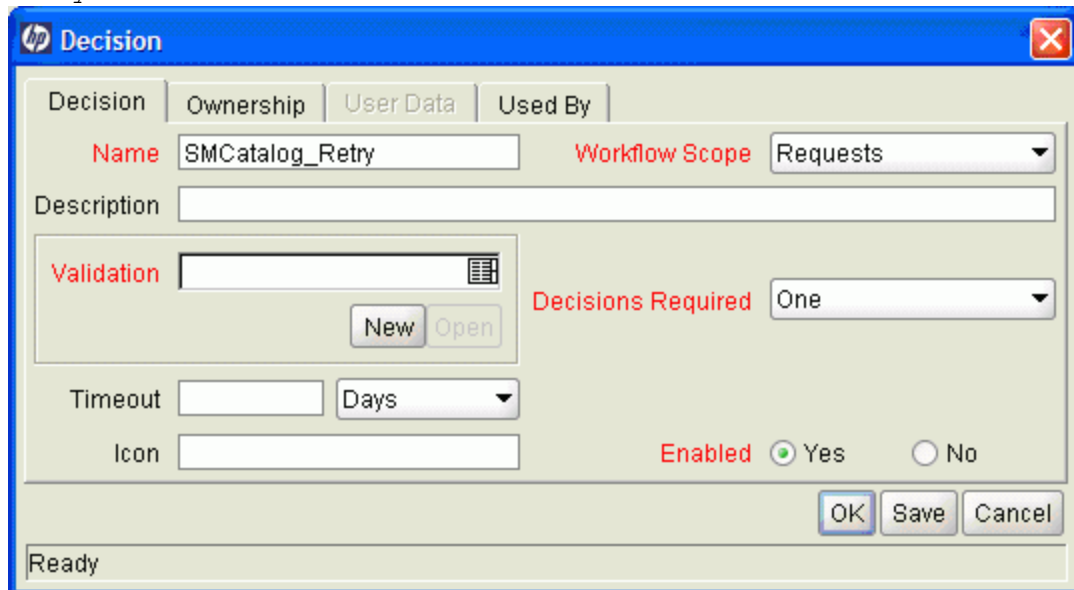 hp Decision
Decision Ownership User Data Used By
Name SMCatalog_Retry Workflow Scope Requests
Description
Validation
Decisions Required One
New Open
Timeout Days
Icon Enabled Yes No
OK Save Cancel
Ready